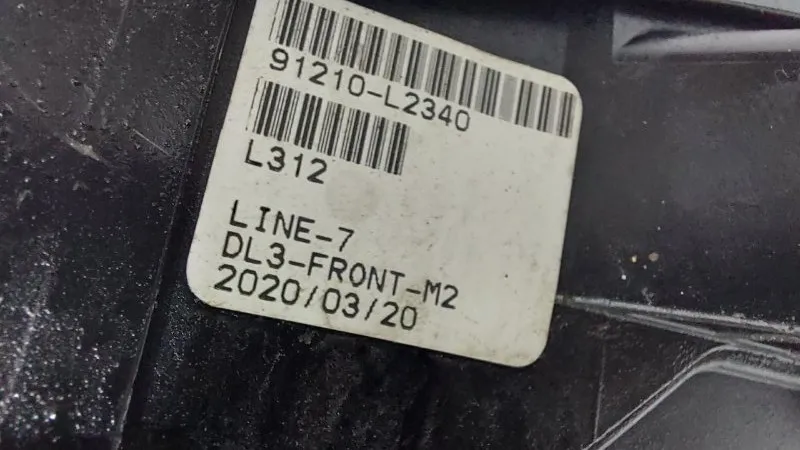 91210-L2340
L312
LINE-7
DL3-FRONT-M2
2020/03/20